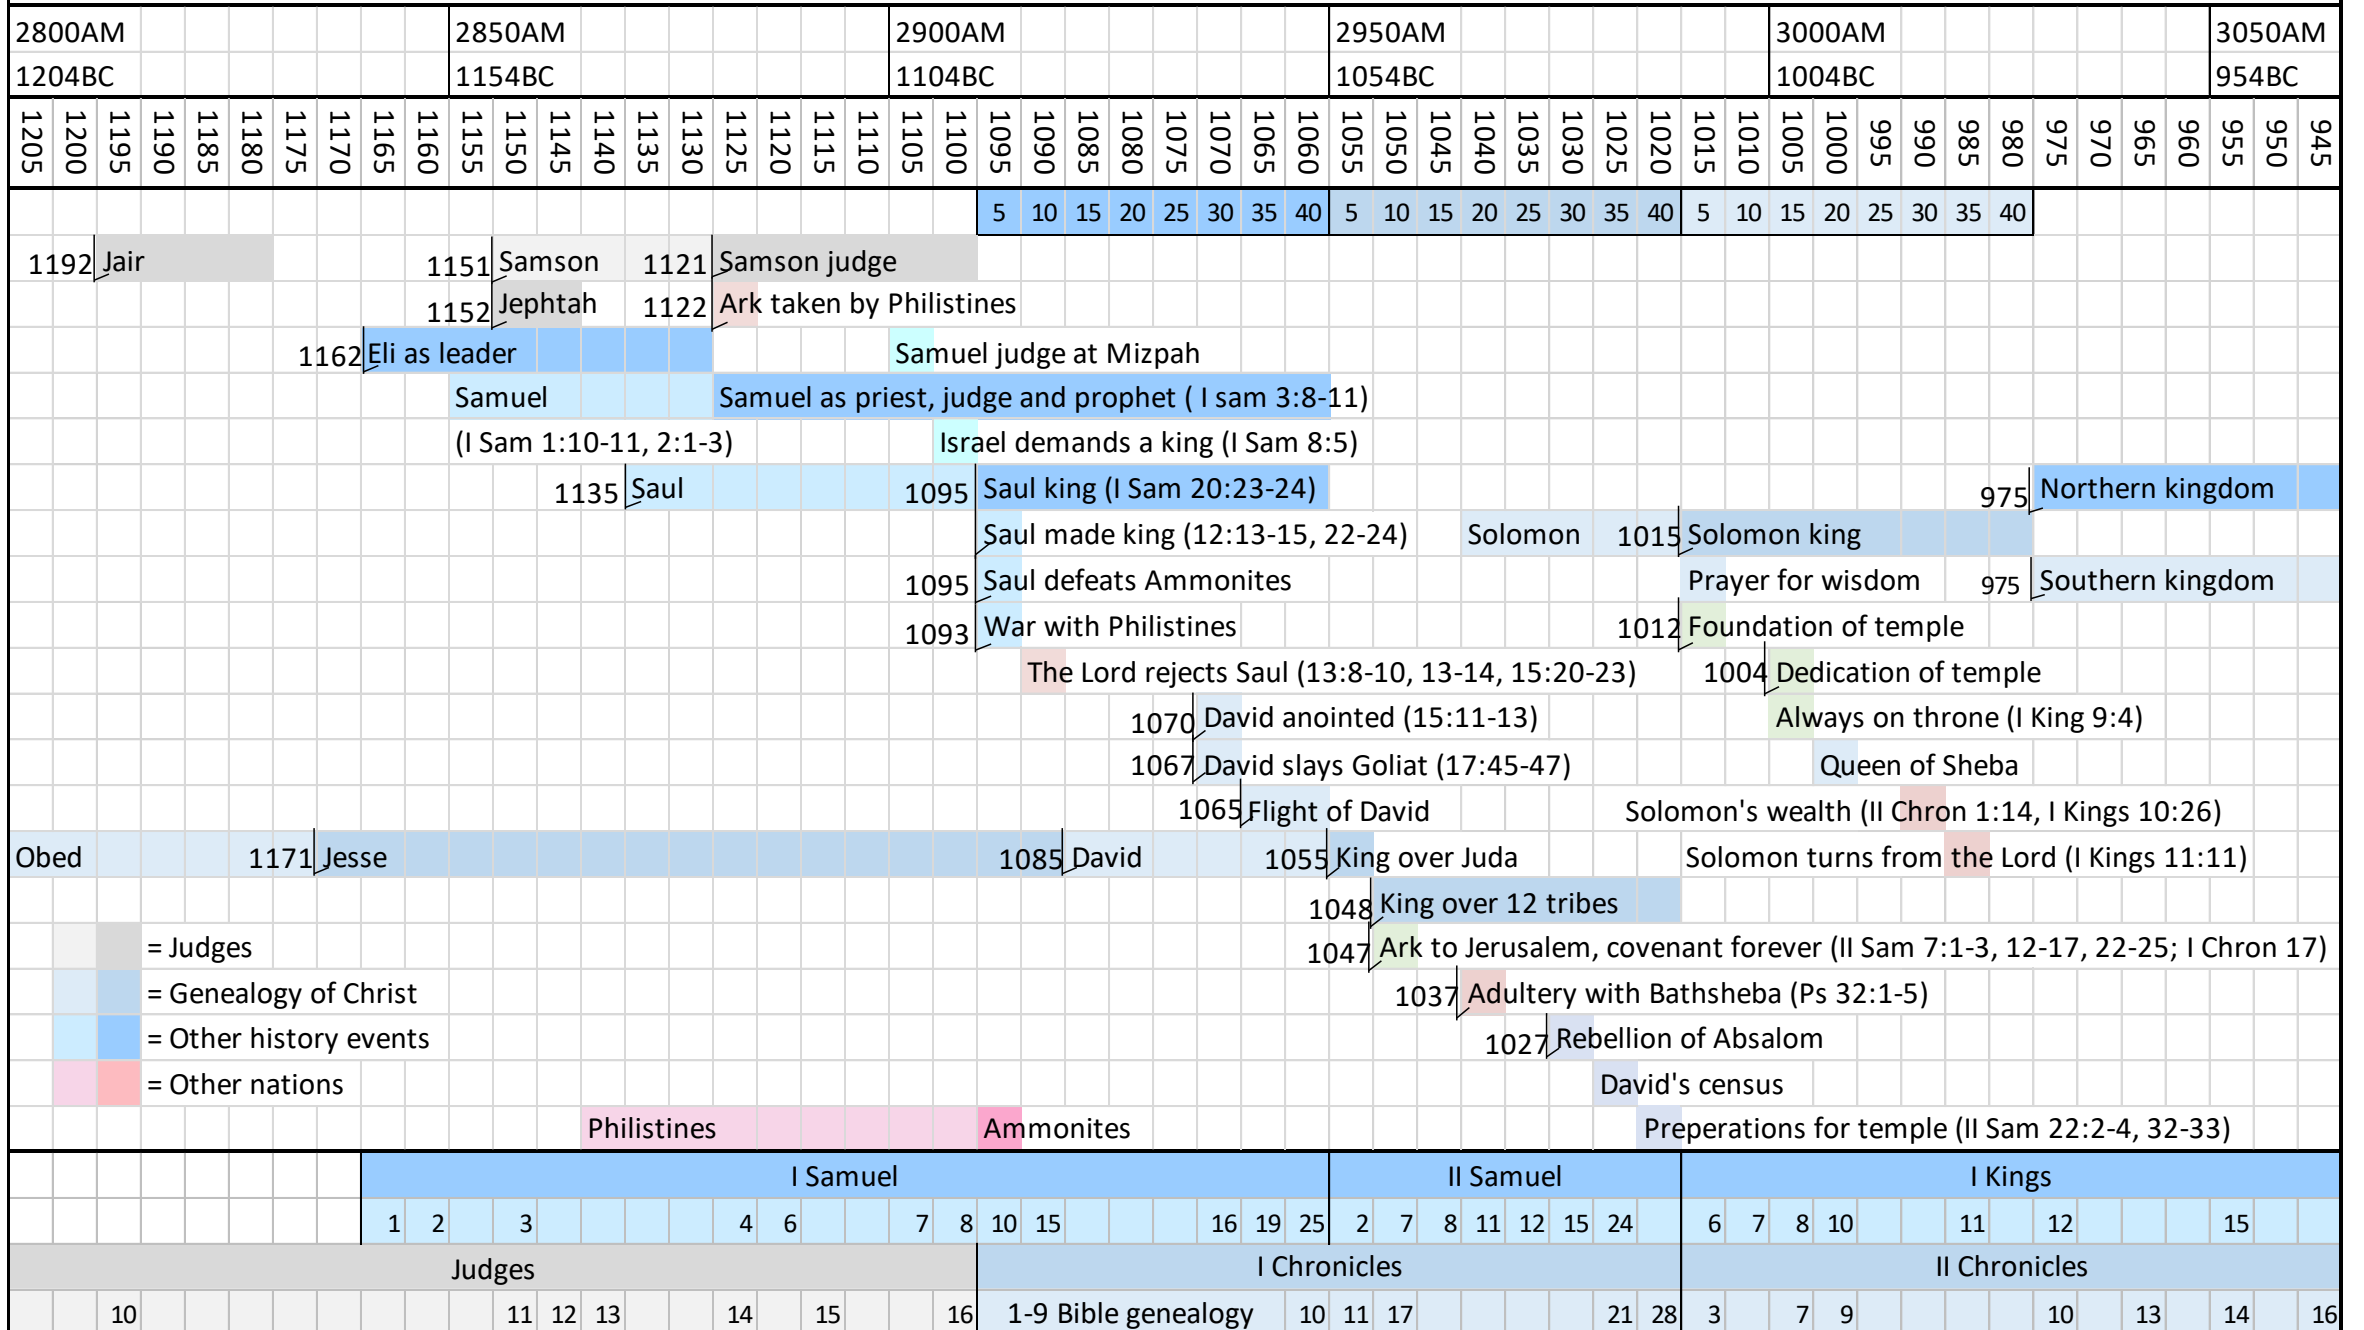 2800AM 2850AM 2900AM 2950AM 3000AM 3050AM
1204BC 1154BC 1104BC 1054BC 1004BC 954BC
1205 1200 1195 1190 1185 1180 1175 1170 1165 1160 1155 1150 1145 1140 1135 1130 1125 1120 1115 1110 1105 1100 1095 1090 1085 1080 1075 1070 1065 1060 1055 1050 1045 1040 1035 1030 1025 1020 1015 1010 1005 1000 995 990 985 980 975 970 965 960 955 950 945
5 10 15 20 25 30 35 40 5 10 15 20 25 30 35 40 5 10 15 20 25 30 35 40
1192 Jair 1151 Samson 1121 Samson judge
1152 Jephtah 1122 Ark taken by Philistines
1162 Eli as leader Samuel judge at Mizpah
Samuel Samuel as priest, judge and prophet ( I sam 3:8-11)
(I Sam 1:10-11, 2:1-3) Israel demands a king (I Sam 8:5)
1135 Saul 1095 Saul king (I Sam 20:23-24) 975 Northern kingdom
Saul made king (12:13-15, 22-24) Solomon 1015 Solomon king
1095 Saul defeats Ammonites Prayer for wisdom 975 Southern kingdom
1093 War with Philistines 1012 Foundation of temple
The Lord rejects Saul (13:8-10, 13-14, 15:20-23) 1004 Dedication of temple
1070 David anointed (15:11-13) Always on throne (I King 9:4)
1067 David slays Goliat (17:45-47) Queen of Sheba
1065 Flight of David Solomon's wealth (II Chron 1:14, I Kings 10:26)
Obed 1171 Jesse 1085 David 1055 King over Juda Solomon turns from the Lord (I Kings 11:11)
1048 King over 12 tribes
= Judges 1047 Ark to Jerusalem, covenant forever (II Sam 7:1-3, 12-17, 22-25; I Chron 17)
= Genealogy of Christ 1037 Adultery with Bathsheba (Ps 32:1-5)
= Other history events 1027 Rebellion of Absalom
= Other nations David's census
Philistines Ammonites Preperations for temple (II Sam 22:2-4, 32-33)
I Samuel II Samuel I Kings
1 2 3 4 6 7 8 10 15 16 19 25 2 7 8 11 12 15 24 6 7 8 10 11 12 15
Judges I Chronicles II Chronicles
10 11 12 13 14 15 16 1-9 Bible genealogy 10 11 17 21 28 3 7 9 10 13 14 16